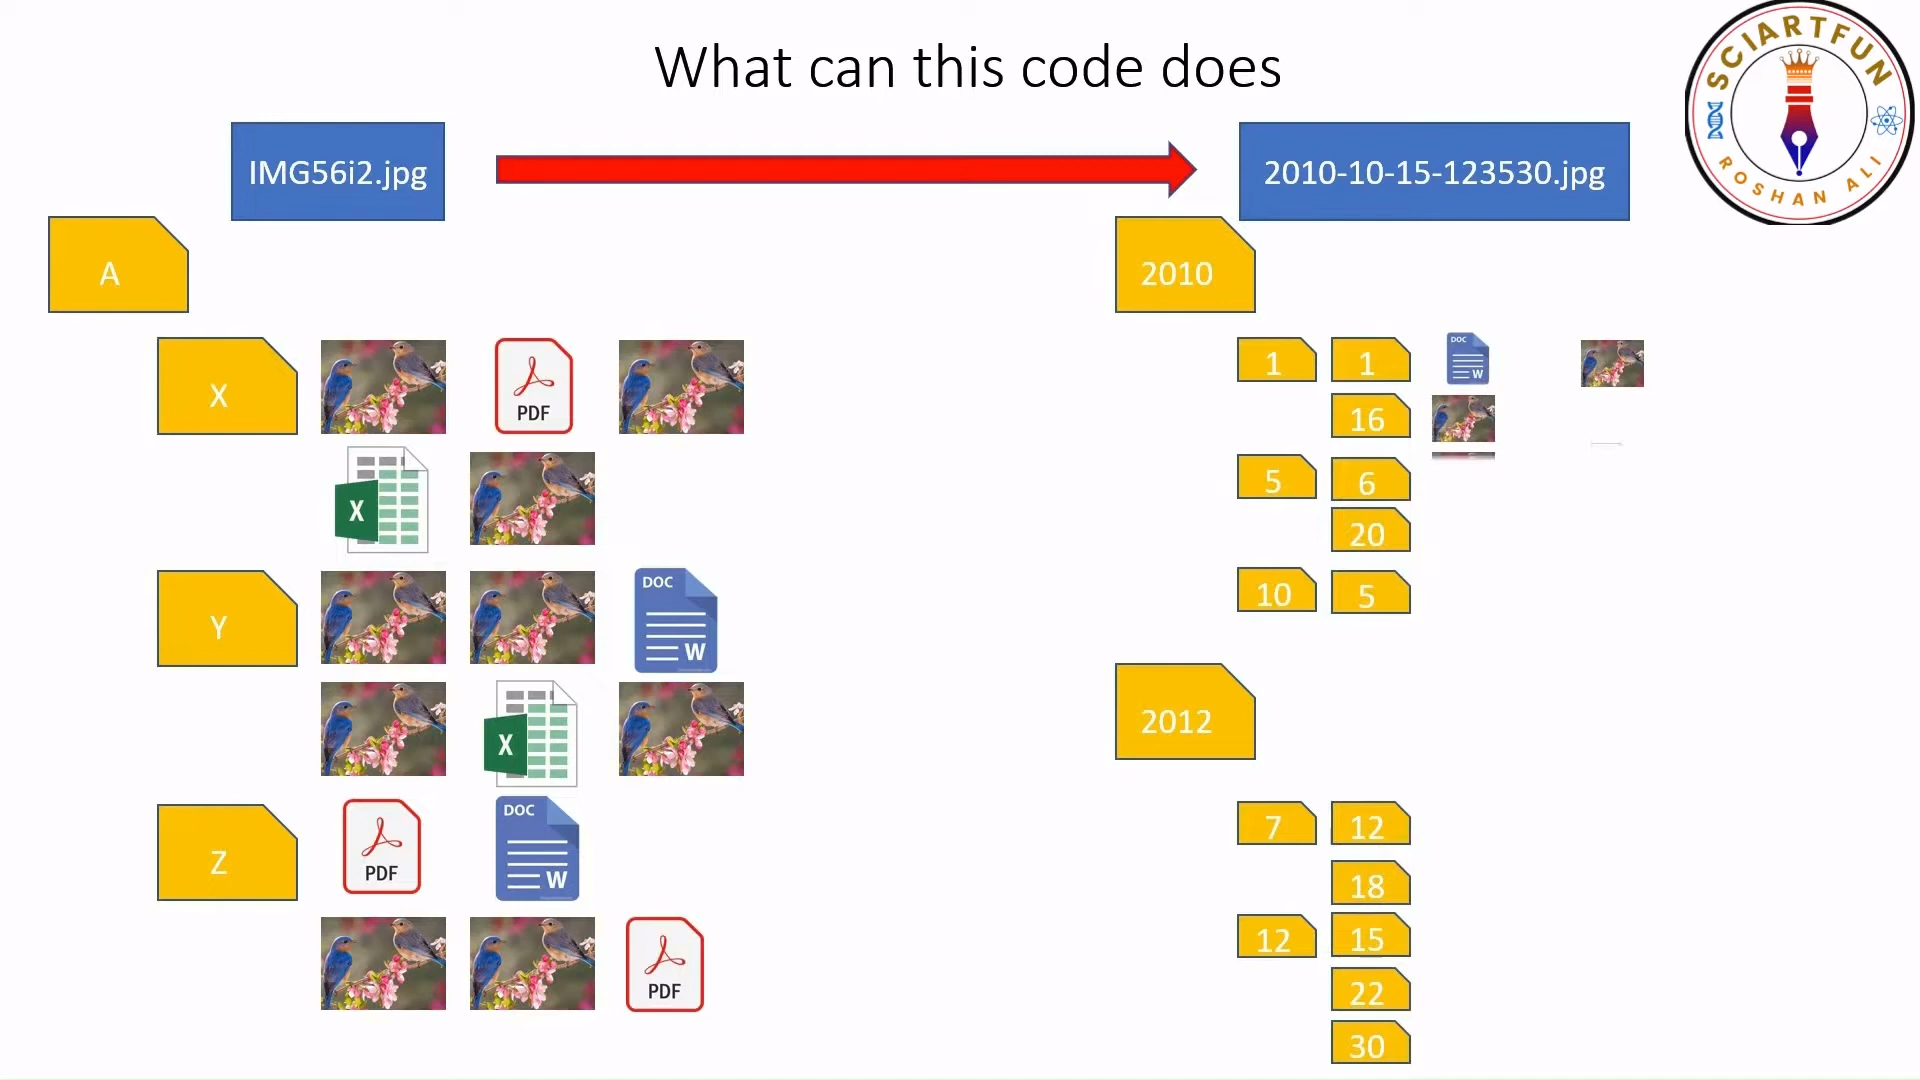 What can this code does
SCIARTFUN
ROSHAN ALI
IMG56i2.jpg
2010-10-15-123530.jpg
A
X
PDF
X
Y
DOC
W
X
Z
PDF
DOC
W
PDF
2010
1
1
DOC
W
16
5
6
20
10
5
2012
7
12
18
12
15
22
30